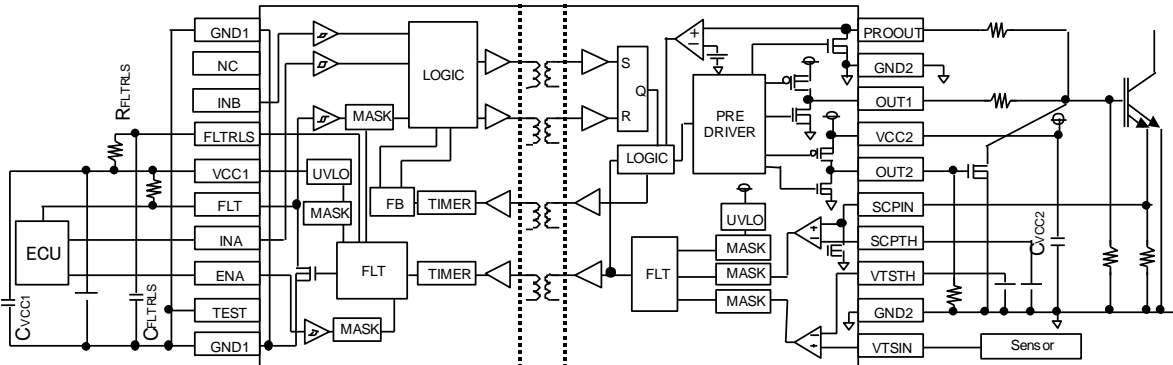 GND1
NC
INB
FLTRLS
VCC1
FLT
INA
ENA
TEST
GND1
RFLTRLS
ECU
CVCC1
CFLTRLS
LOGIC
MASK
UVLO
MASK
FB
TIMER
FLT
TIMER
MASK
S
Q
R
LOGIC
PRE
DRIVER
UVLO
MASK
FLT
MASK
MASK
PROOUT
GND2
OUT1
VCC2
OUT2
SCPIN
SCPTH
VTSTH
GND2
VTSIN
CVCC2
Sensor